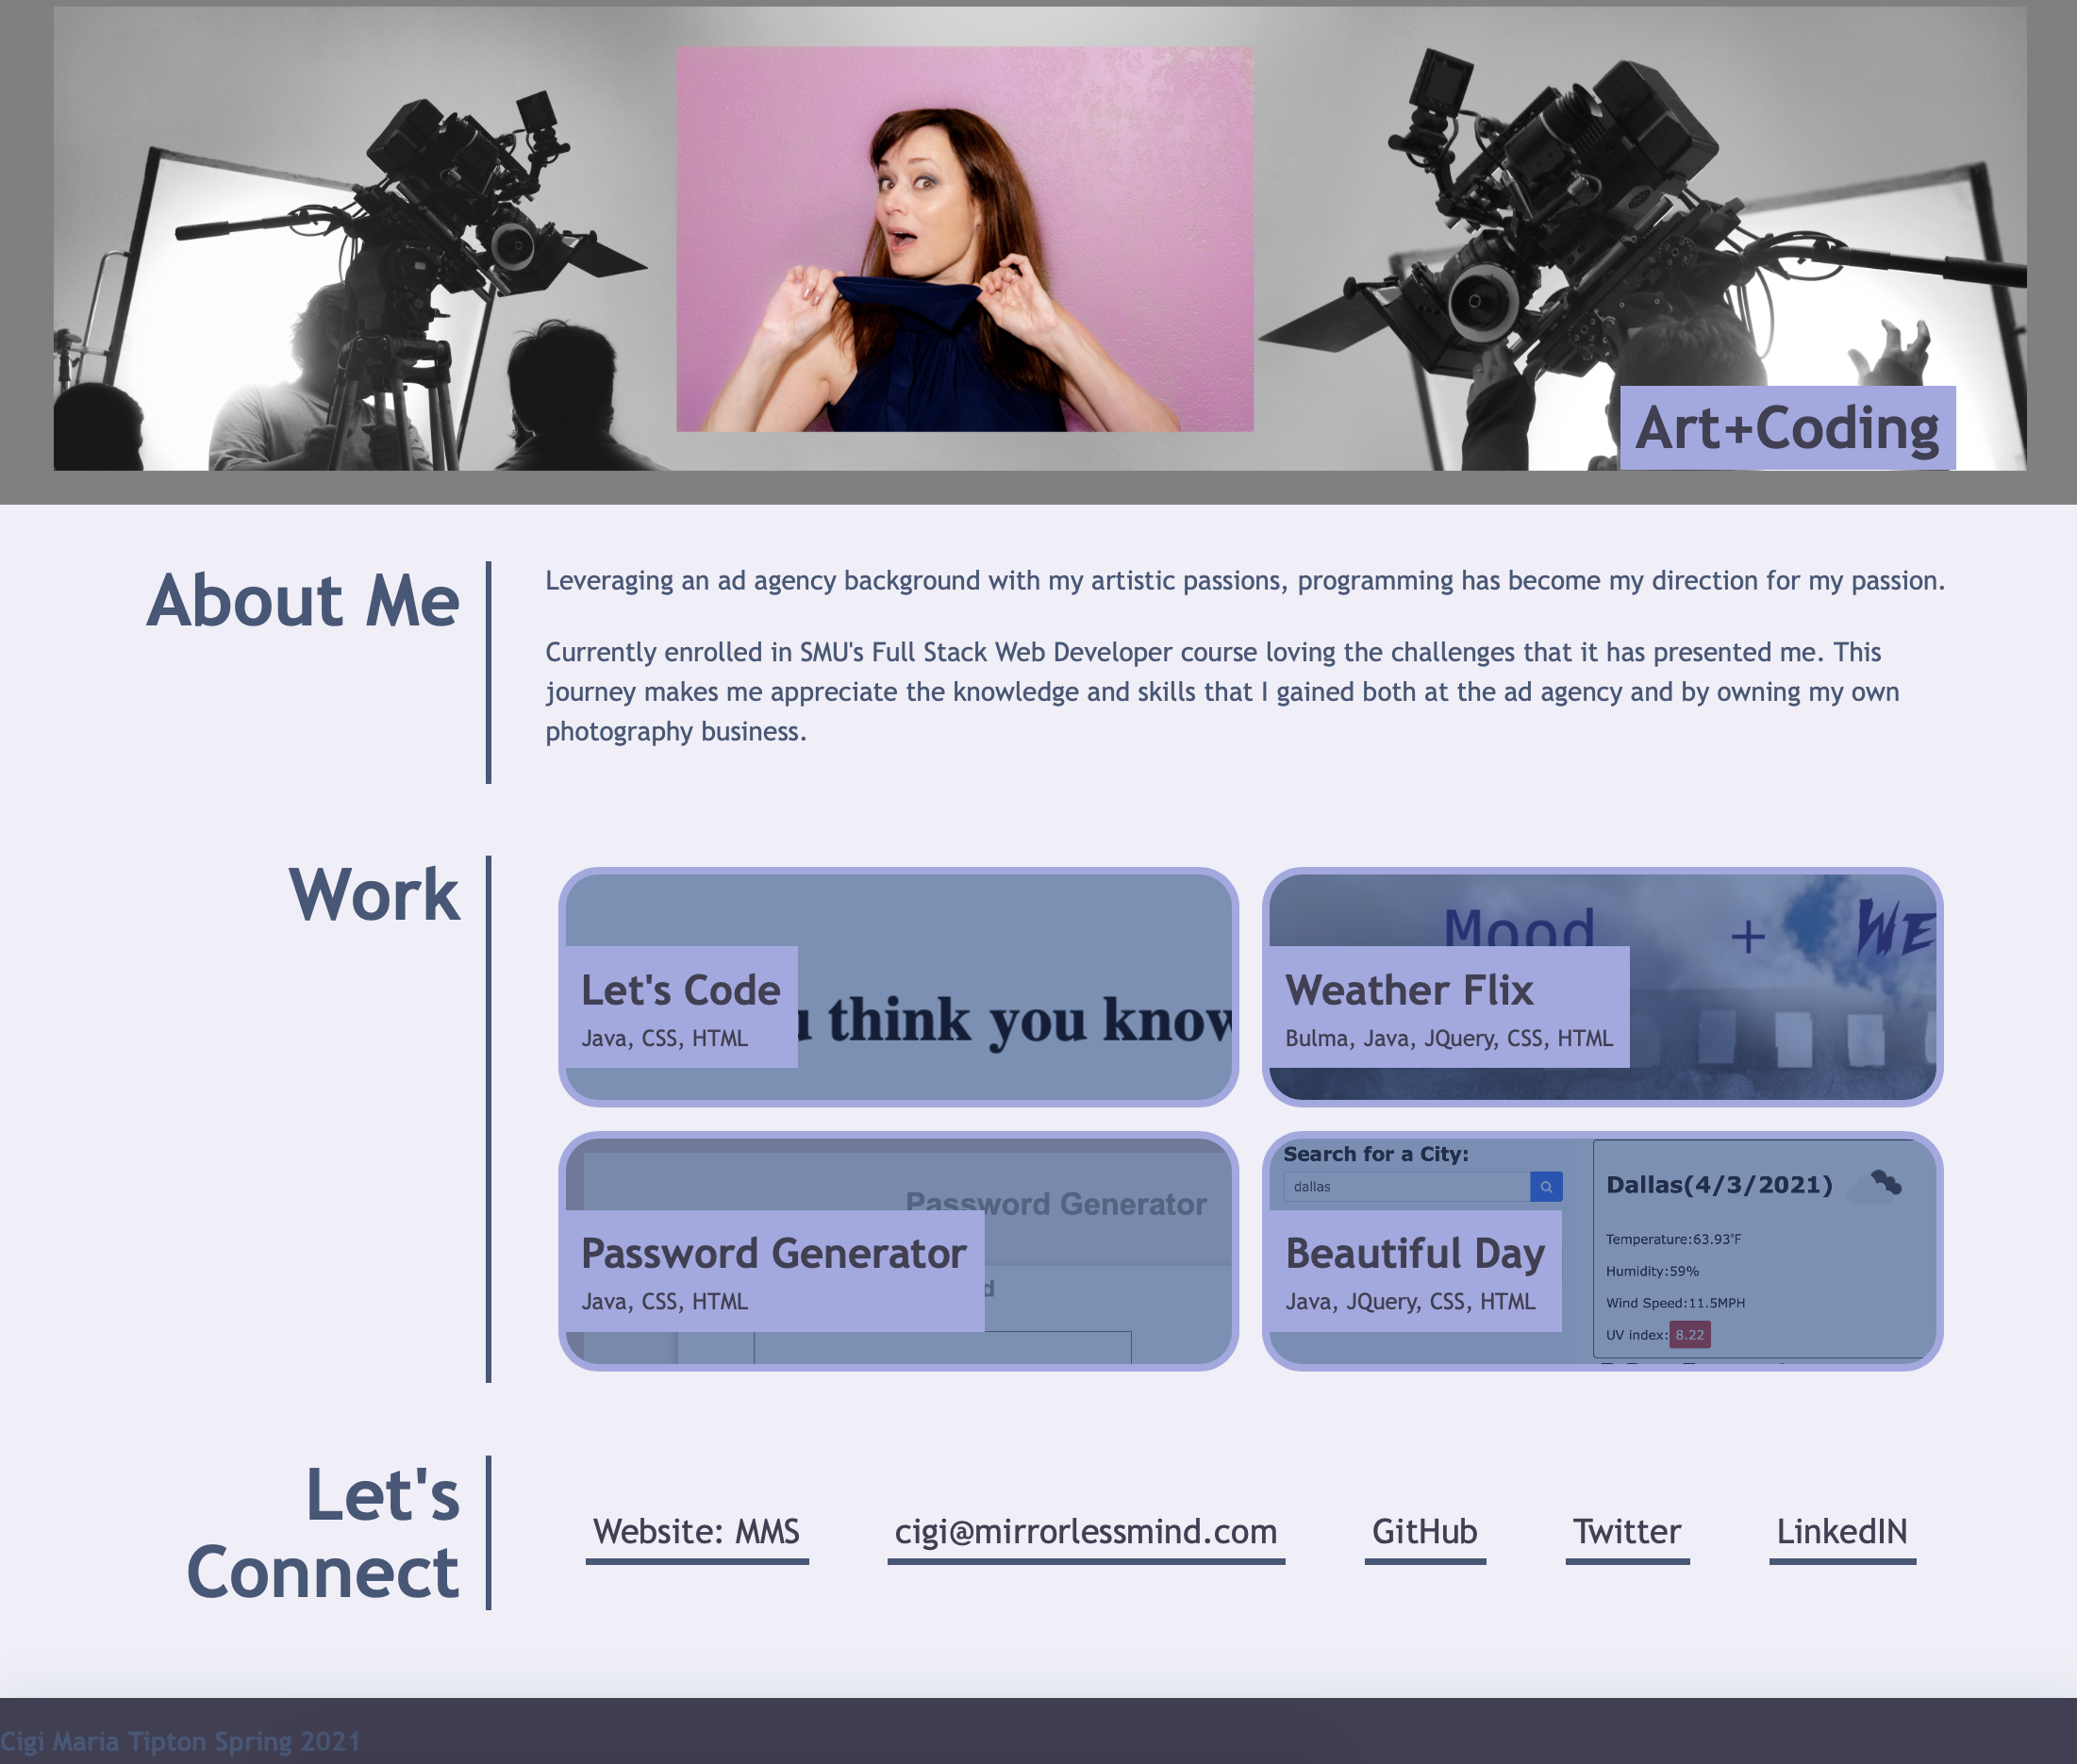 Art+Coding
About Me
Leveraging an ad agency background with my artistic passions, programming has become my direction for my passion.
Currently enrolled in SMU's Full Stack Web Developer course loving the challenges that it has presented me. This
journey makes me appreciate the knowledge and skills that I gained both at the ad agency and by owning my own
photography business.
Work
Let's Code
Java, CSS, HTML
think you know
Mood + WE
Weather Flix
Bulma, Java, JQuery, CSS, HTML
Password Generator
Password Generator
Java, CSS, HTML
Search for a City:
dallas
Beautiful Day
Java, JQuery, CSS, HTML
Dallas(4/3/2021)
Temperature:63.93°F
Humidity:59%
Wind Speed:11.5MPH
UV index: 8.22
Let's
Connect
Website: MMS
cigi@mirrorlessmind.com
GitHub
Twitter
LinkedIN
Cigi Maria Tipton Spring 2021